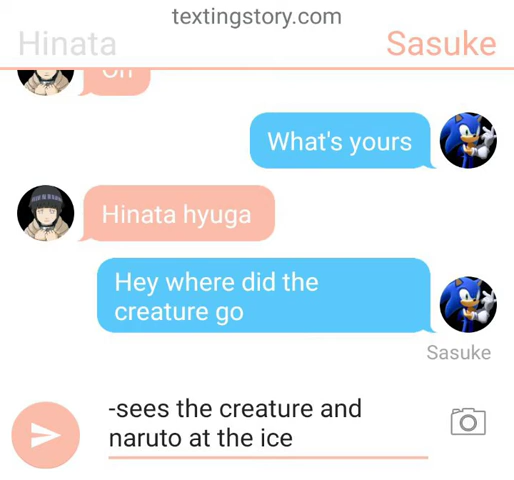 textingstory.com
Hinata
Sasuke
What's yours
Hinata hyuga
Hey where did the
creature go
Sasuke
-sees the creature and
naruto at the ice